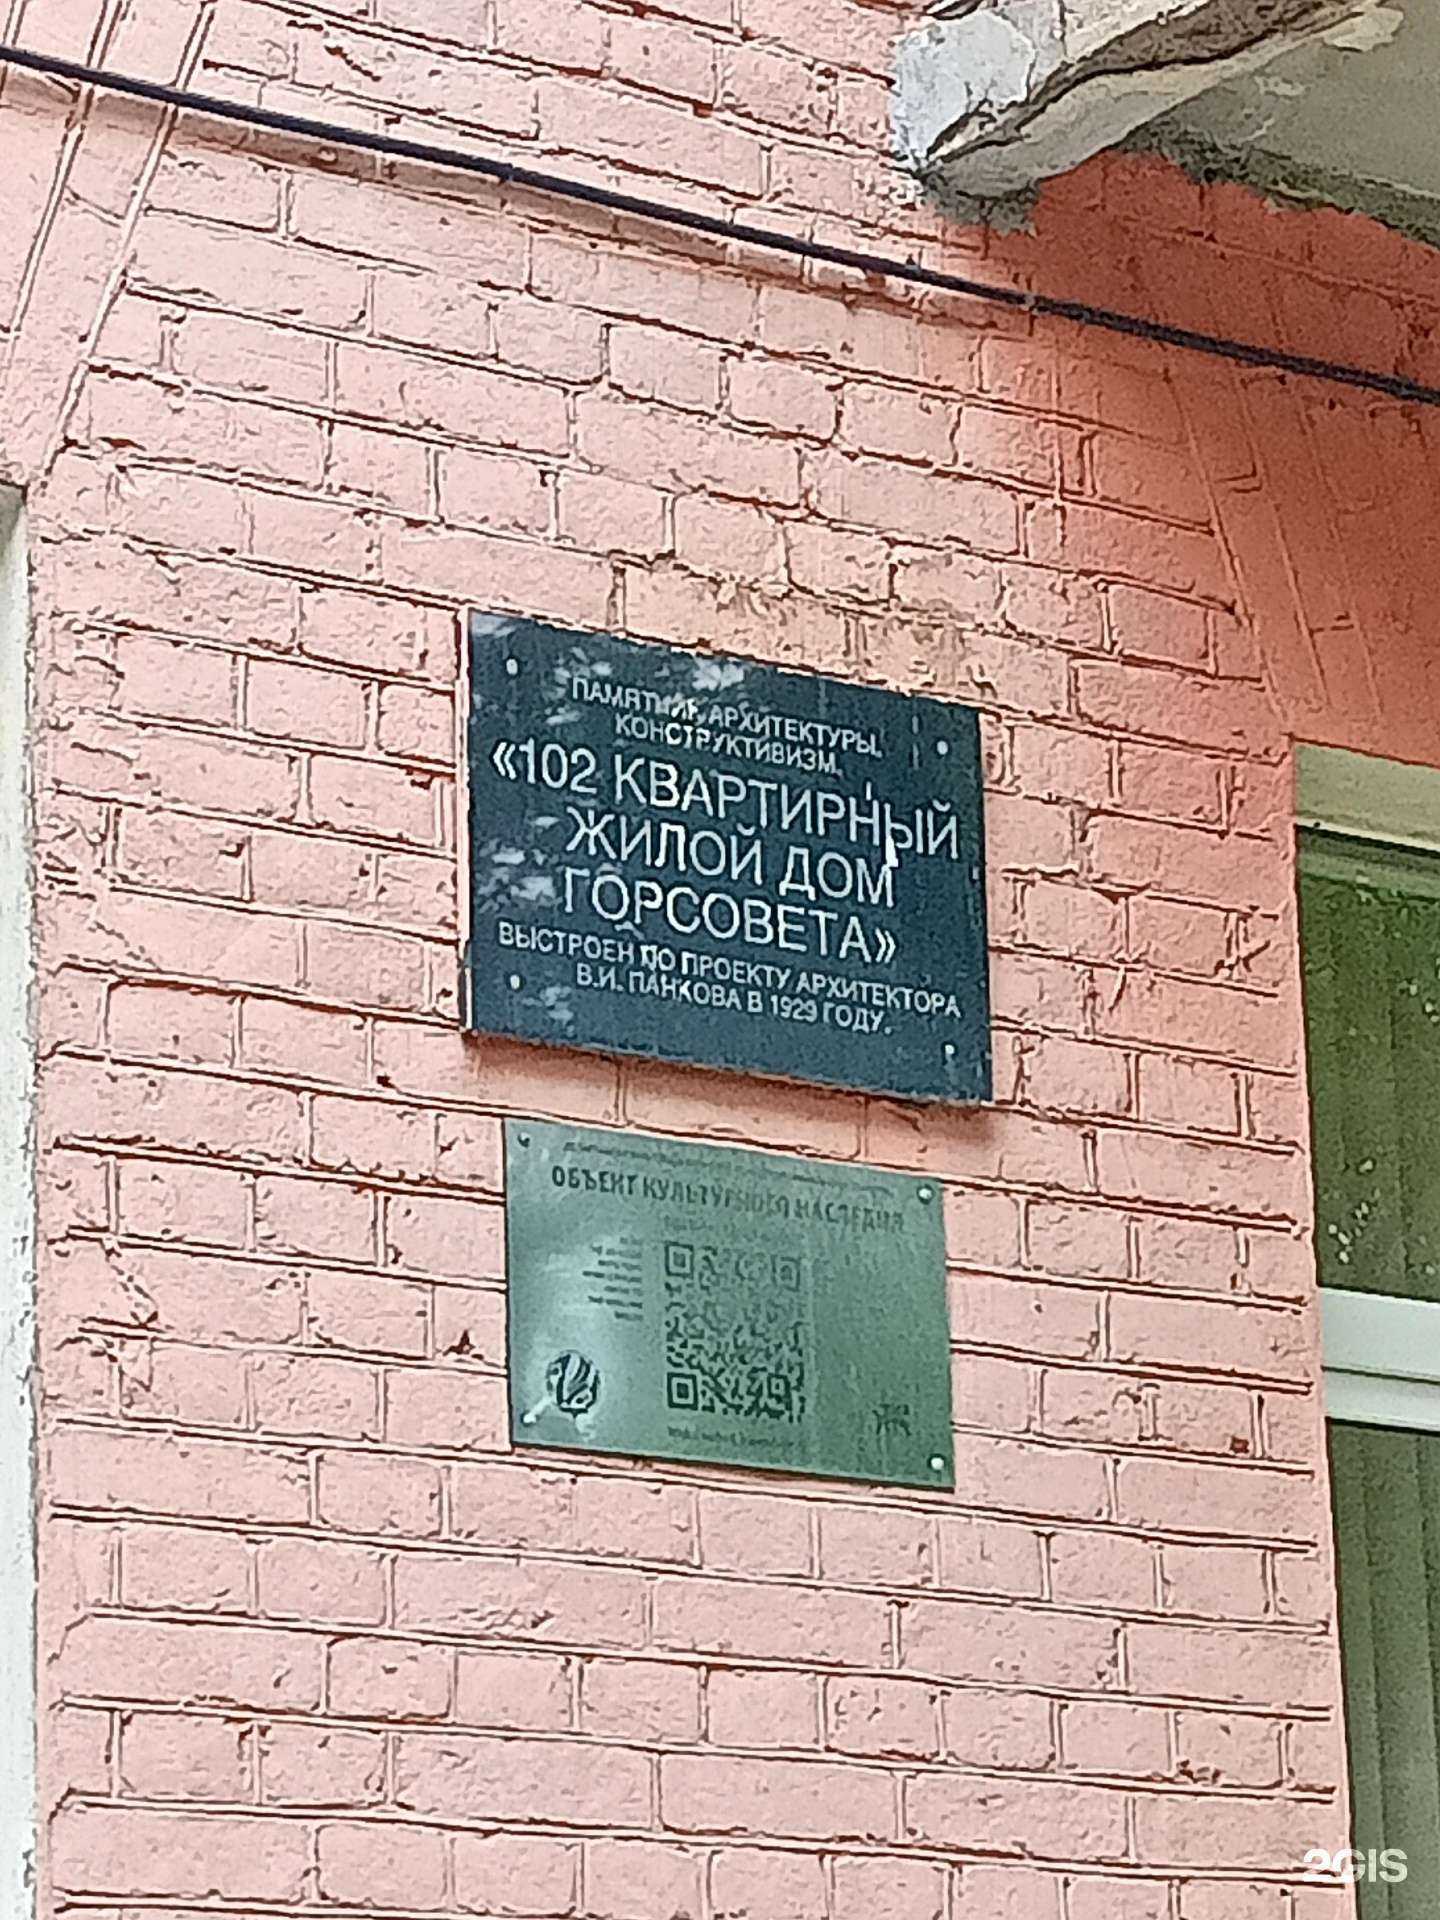 ПАМЯТНИК АРХИТЕКТУРЫ.
КОНСТРУКТИВИЗМ.
«102 КВАРТИРНЫЙ
ЖИЛОЙ ДОМ
ГОРСОВЕТА»
ВЫСТРОЕН ПО ПРОЕКТУ АРХИТЕКТОРА
В.И. ПАНКОВА В 1929 ГОДУ.
ОБЪЕКТ КУЛЬТУРНОГО НАСЛЕДИЯ
2GIS